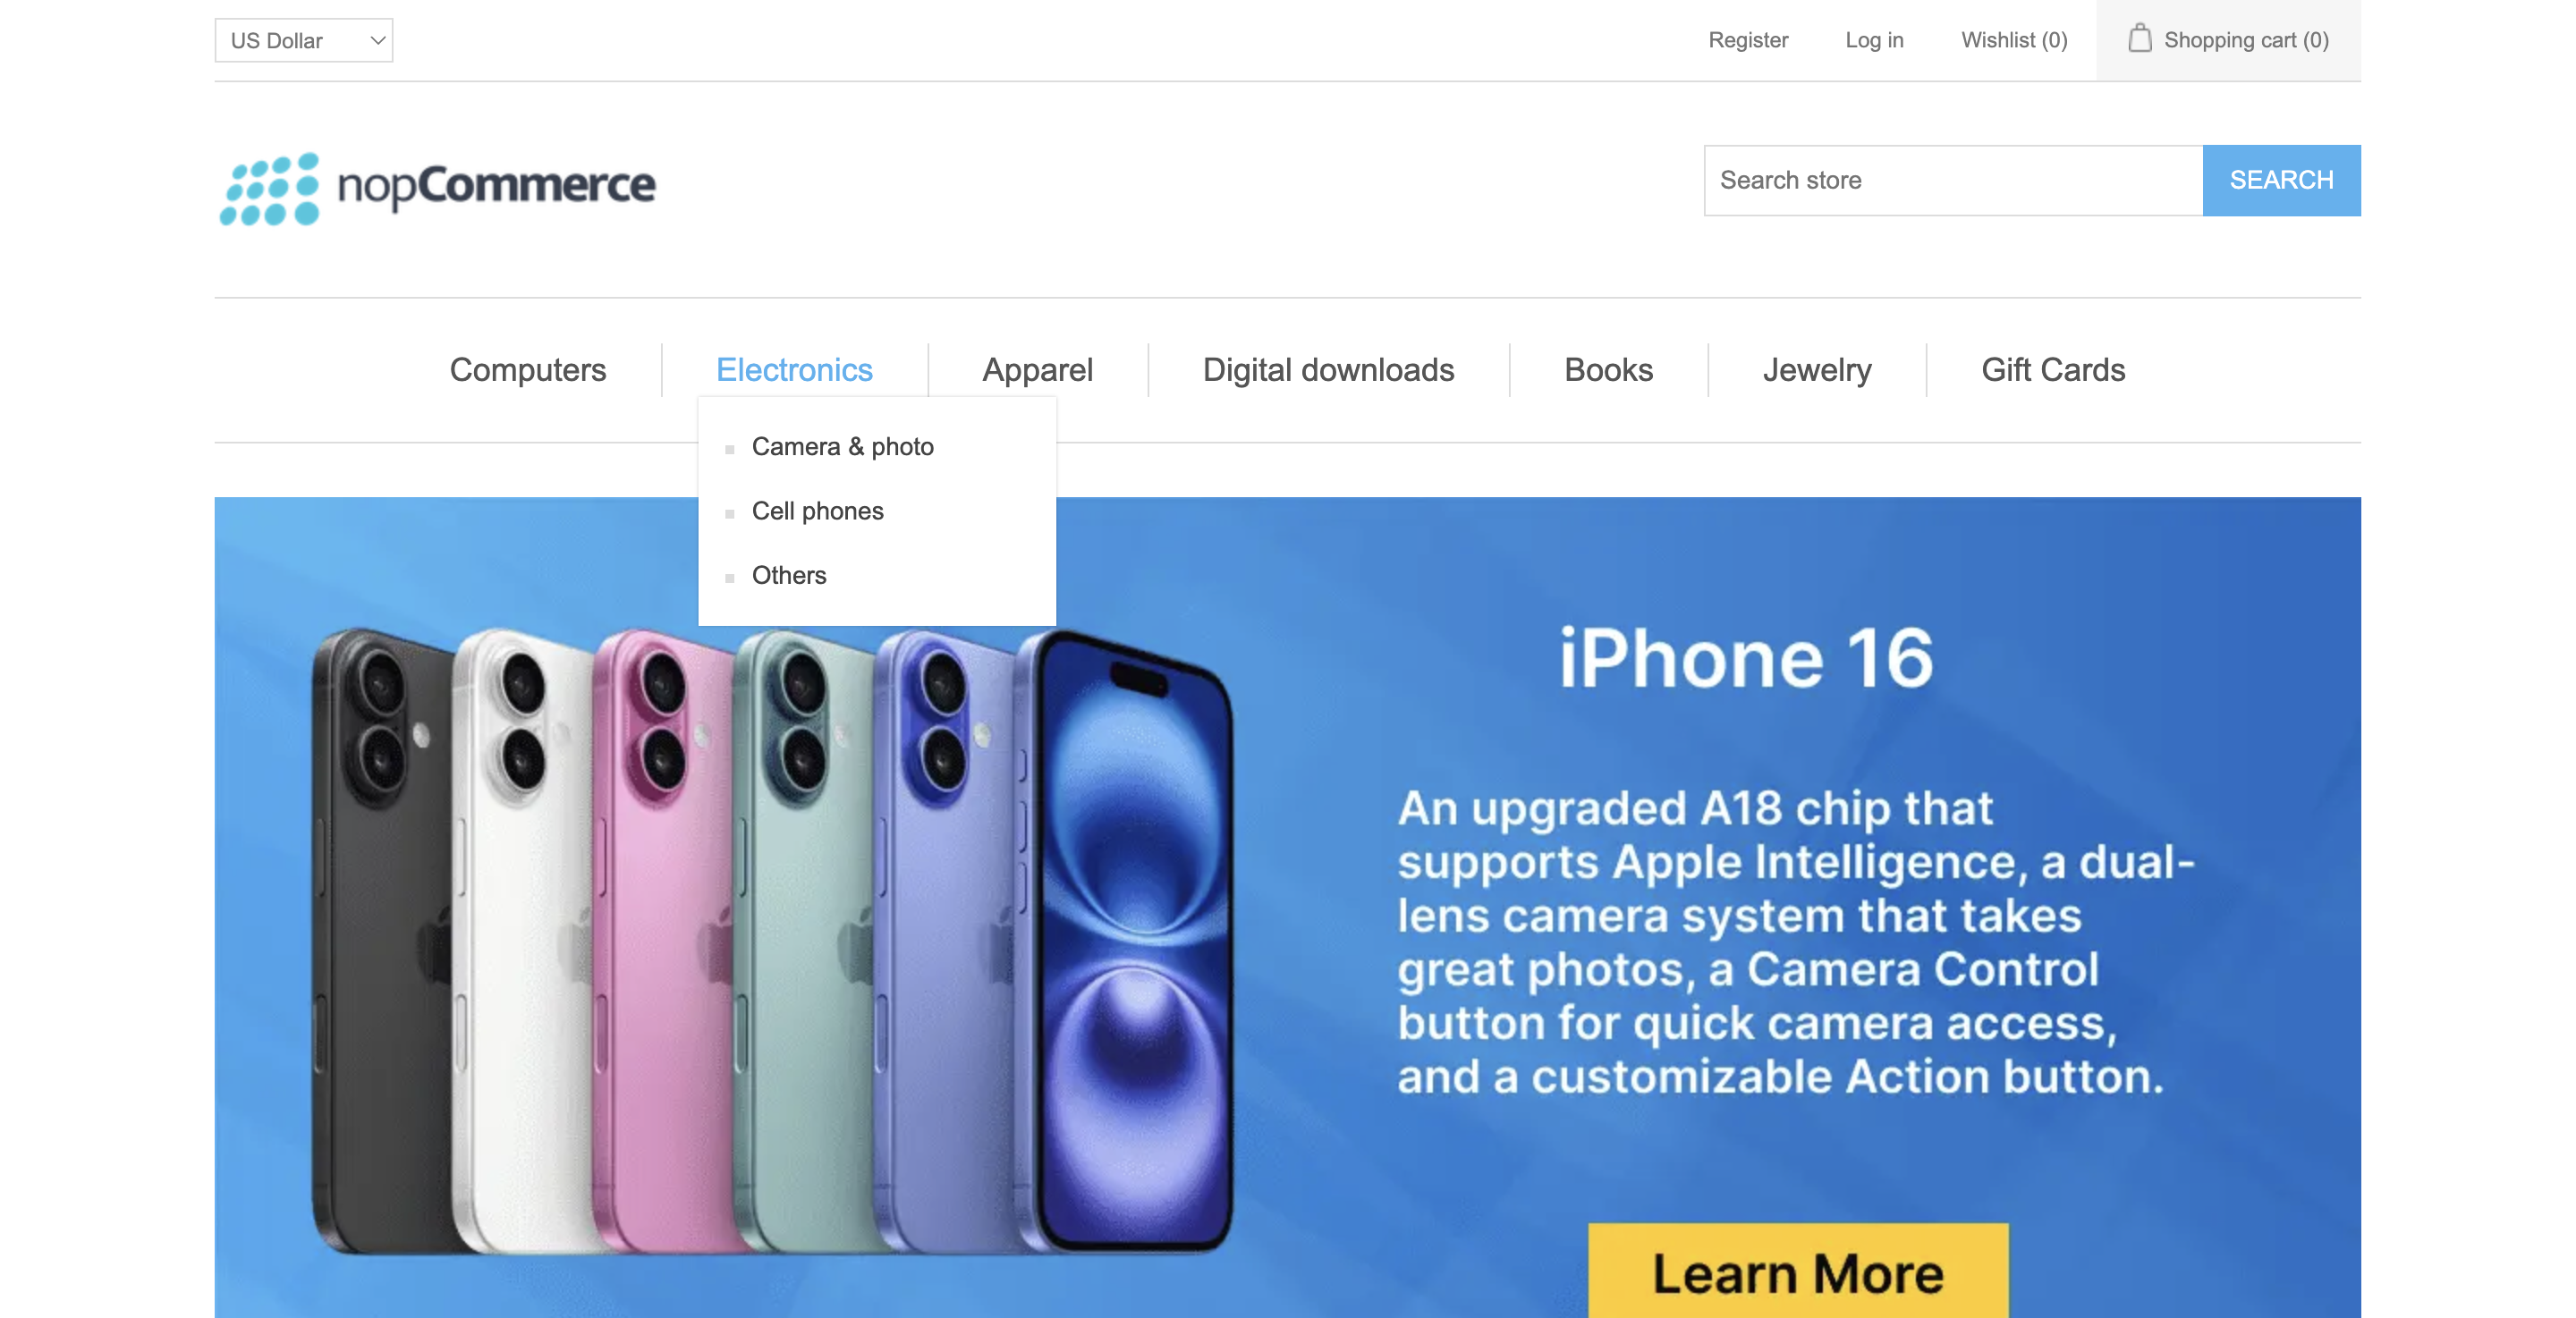 US Dollar
Register
Log in
Wishlist (0)
Shopping cart (0)
nopCommerce
Search store
SEARCH
Computers
Electronics
Apparel
Digital downloads
Books
Jewelry
Gift Cards
Camera & photo
Cell phones
Others
iPhone 16
An upgraded A18 chip that
supports Apple Intelligence, a dual-
lens camera system that takes
great photos, a Camera Control
button for quick camera access,
and a customizable Action button.
Learn More